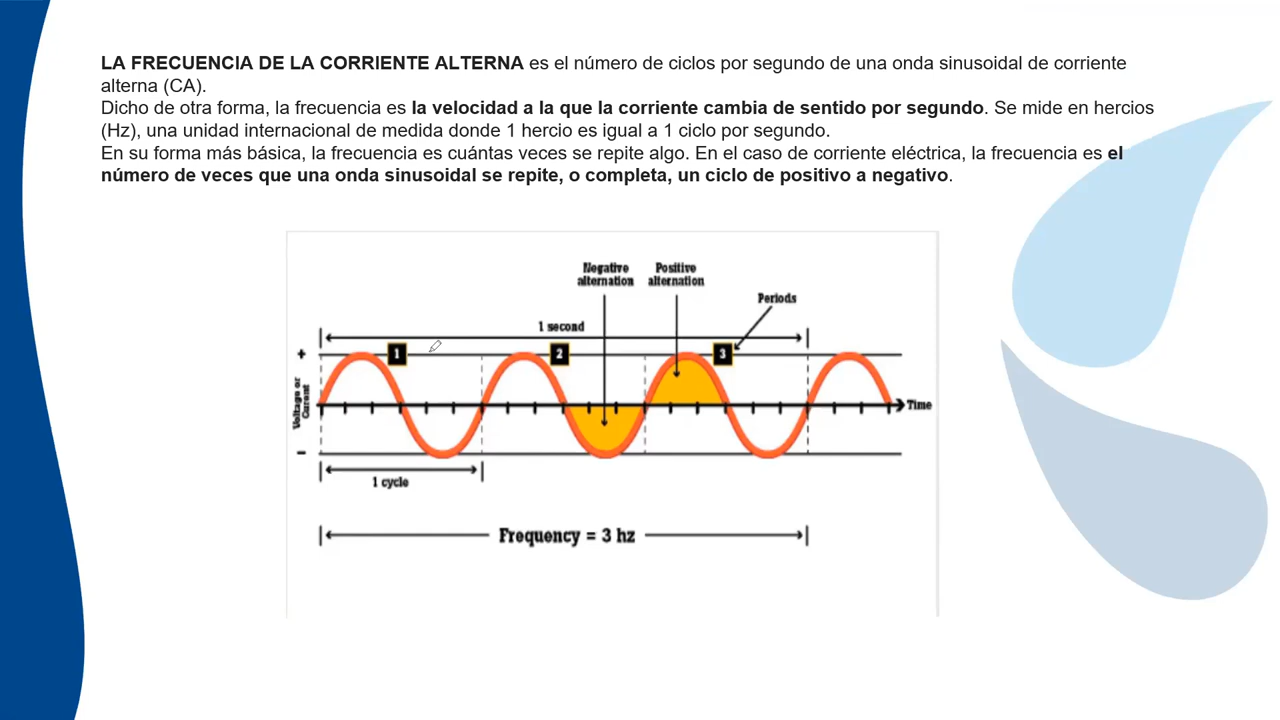 LA FRECUENCIA DE LA CORRIENTE ALTERNA es el número de ciclos por segundo de una onda sinusoidal de corriente
alterna (CA).
Dicho de otra forma, la frecuencia es la velocidad a la que la corriente cambia de sentido por segundo. Se mide en hercios
(Hz), una unidad internacional de medida donde 1 hercio es igual a 1 ciclo por segundo.
En su forma más básica, la frecuencia es cuántas veces se repite algo. En el caso de corriente eléctrica, la frecuencia es el
número de veces que una onda sinusoidal se repite, o completa, un ciclo de positivo a negativo.
Negative
alternation
Positive
alternation
Periods
1 second
+
1
2
3
Voltage or
Curent
Time
-
1 cycle
Frequency = 3 hz